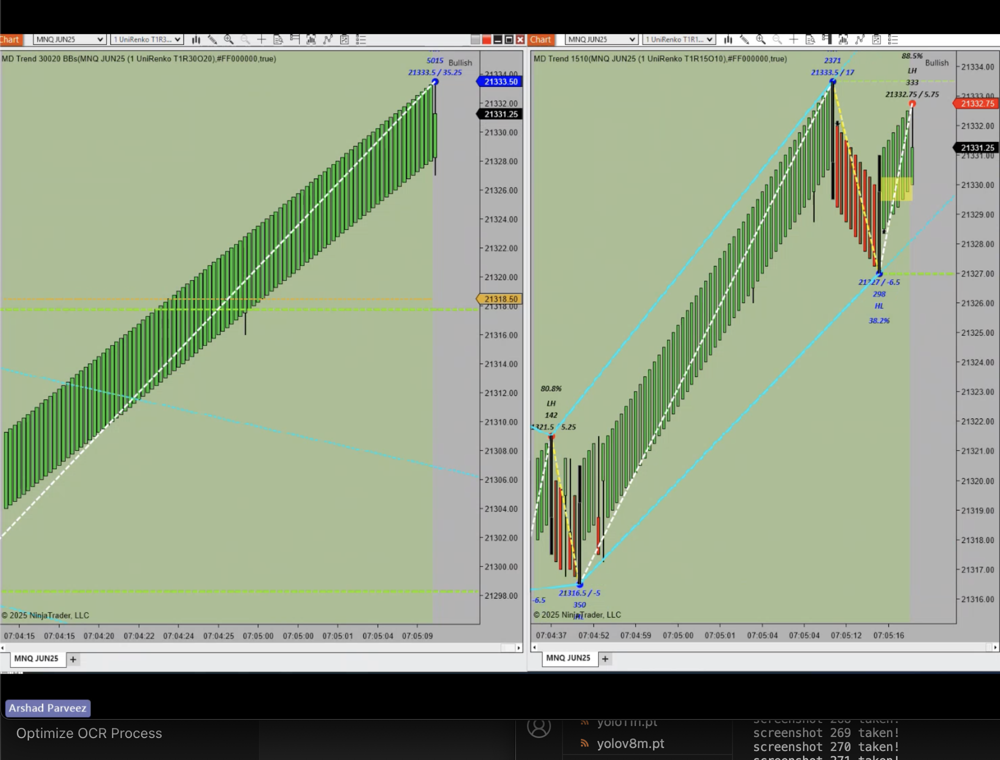 Chart MNQ JUN25 1 UniRenko T1R3...
MD Trend 30020 BBs(MNQ JUN25 (1 UniRenko T1R30O20),#FF000000,true)
5015
Bullish
21333.5 / 35.25
21334.00
21333.50
21332.00
21331.25
21330.00
21328.00
21326.00
21324.00
21322.00
21320.00
21318.50
21318.00
21316.00
21314.00
21312.00
21310.00
21308.00
21306.00
21304.00
21302.00
21300.00
21298.00
© 2025 NinjaTrader, LLC
07:04:15 07:04:15 07:04:20 07:04:22 07:04:24 07:05:00 07:05:00 07:05:01 07:05:04 07:05:09
MNQ JUN25 +
Chart MNQ JUN25 1 UniRenko T1R1...
MD Trend 1510(MNQ JUN25 (1 UniRenko T1R15O10),#FF000000,true)
2371
21333.5 / 17
88.5%
Bullish
LH
333
21332.75 / 5.75
21334.00
21333.00
21332.75
21332.00
21331.25
21331.00
21330.00
21329.00
21328.00
21327.00
21326.00
21325.00
21324.00
21323.00
21322.00
21321.00
21320.00
21319.00
21318.00
21317.00
21316.00
21327 / -6.5
298
HL
38.2%
80.8%
LH
142
1321.5 / 5.25
21316.5 / -5
350
-6.5
© 2025 NinjaTrader, LLC
07:04:37 07:04:52 07:04:59 07:05:00 07:05:01 07:05:04 07:05:12 07:05:16
MNQ JUN25 +
Arshad Parveez
Optimize OCR Process
yolo11n.pt
yolov8m.pt
screenshot 268 taken!
screenshot 269 taken!
screenshot 270 taken!
screenshot 271 taken!